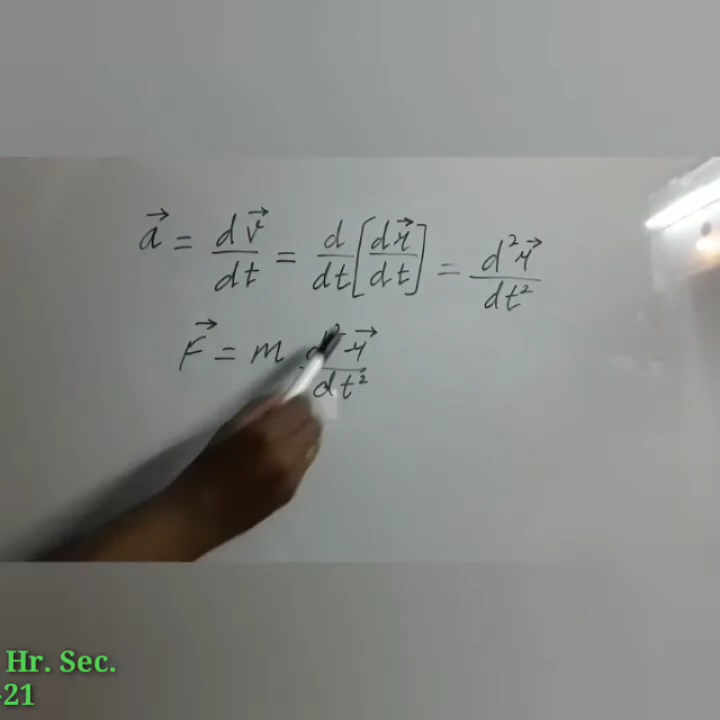 a⃗ = dv⃗/dt = d/dt [dr⃗/dt] = d²r⃗/dt²
F⃗ = m d²r⃗/dt²
Hr. Sec.
-21